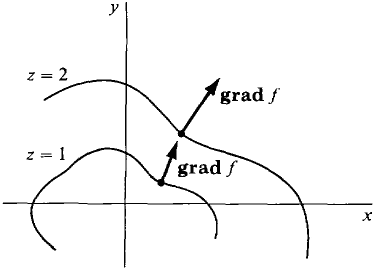 y
z = 2
grad f
z = 1
grad f
x